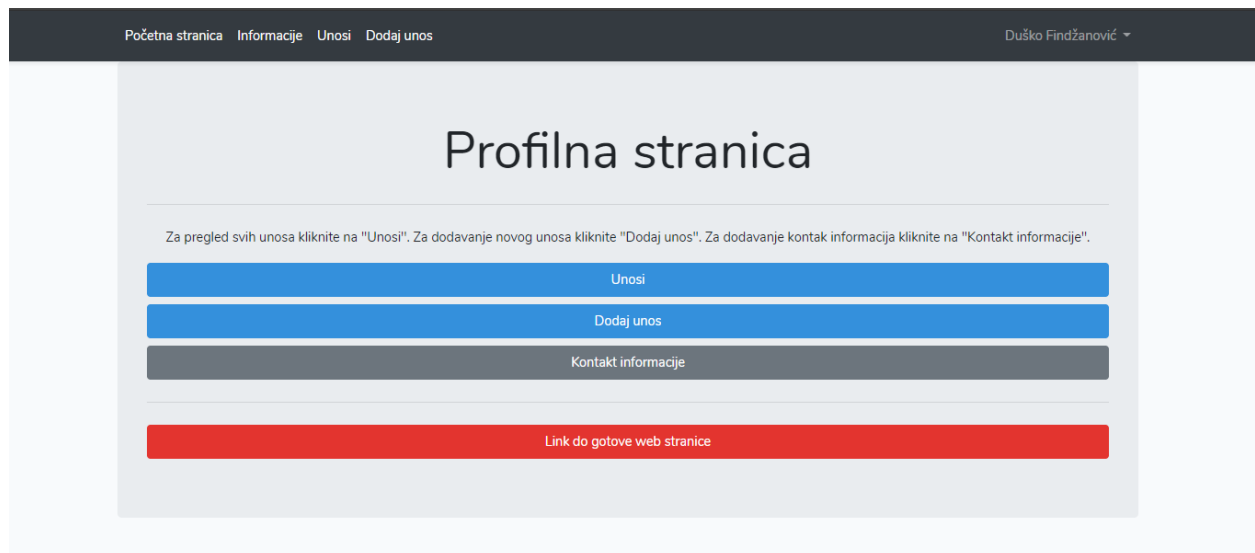 Početna stranica Informacije Unosi Dodaj unos Duško Findžanović
Profilna stranica
Za pregled svih unosa kliknite na "Unosi". Za dodavanje novog unosa kliknite "Dodaj unos". Za dodavanje kontak informacija kliknite na "Kontakt informacije".
Unosi
Dodaj unos
Kontakt informacije
Link do gotove web stranice